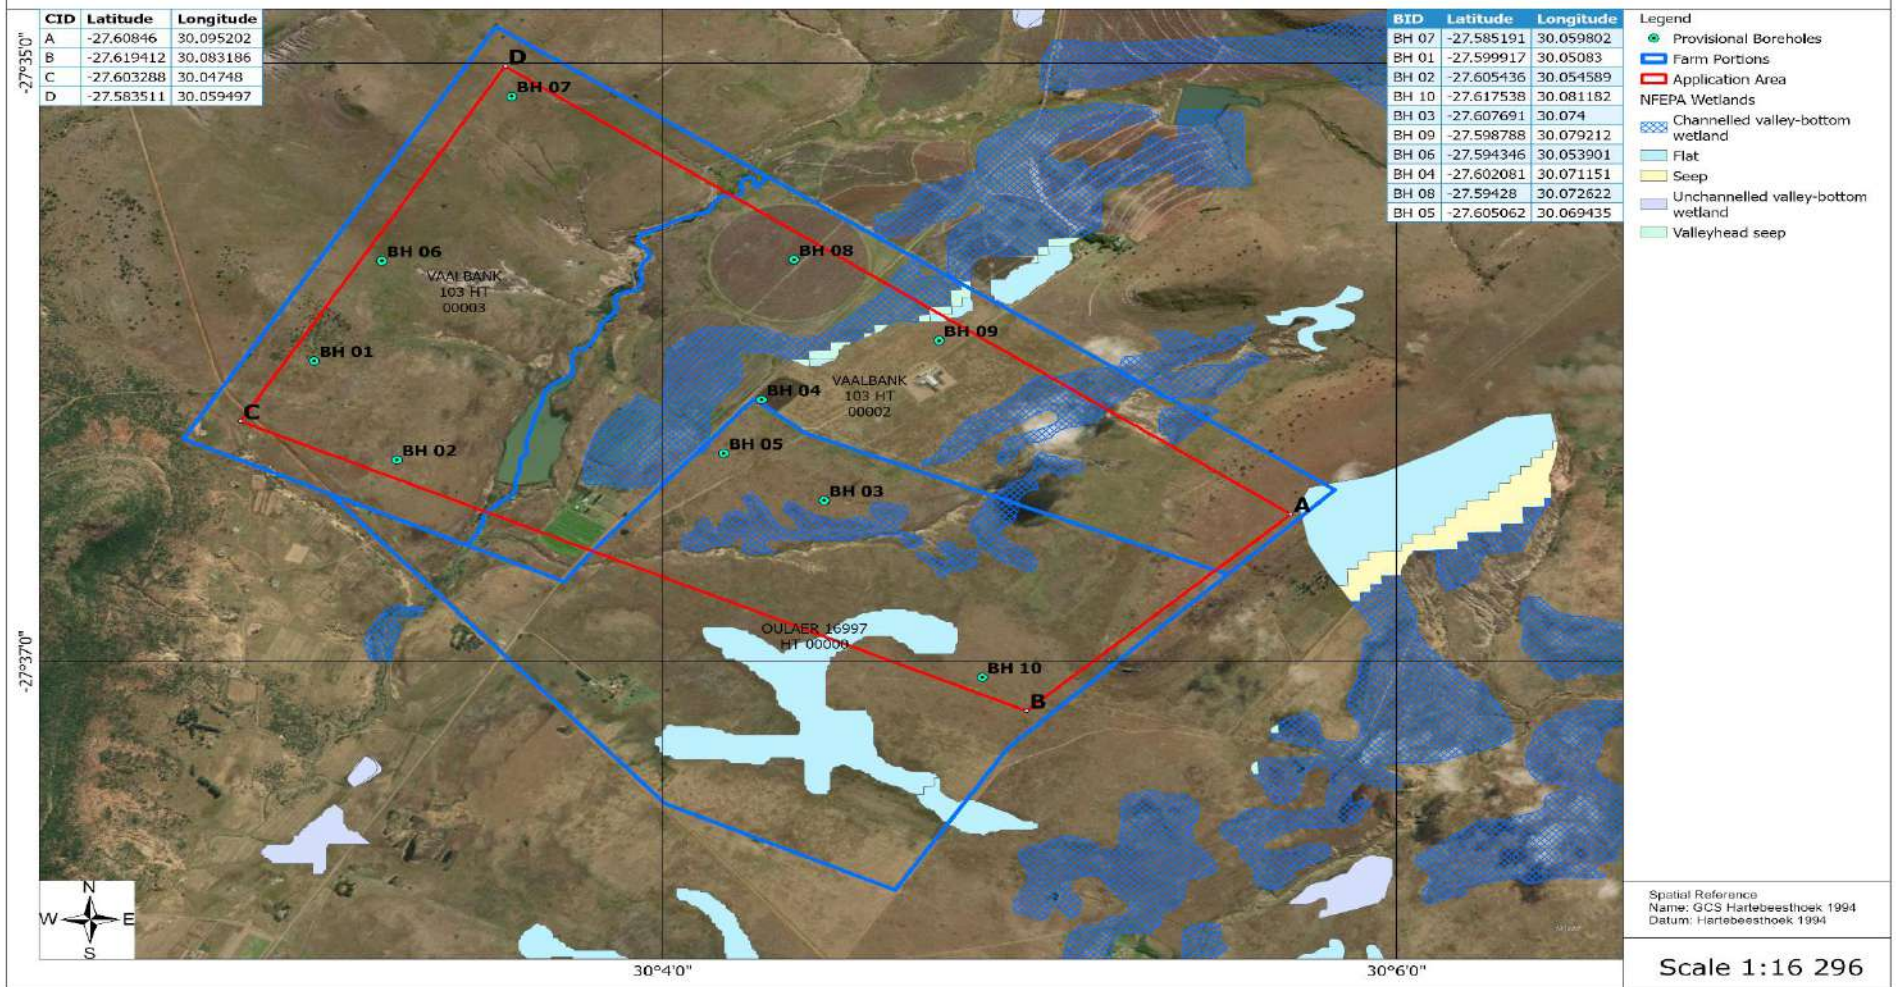 CID Latitude Longitude
A -27.60846 30.095202
B -27.619412 30.083186
C -27.603288 30.04748
D -27.583511 30.059497
BID Latitude Longitude
BH 07 -27.585191 30.059802
BH 01 -27.599917 30.05083
BH 02 -27.605436 30.054589
BH 10 -27.617538 30.081182
BH 03 -27.607691 30.074
BH 09 -27.598788 30.079212
BH 06 -27.594346 30.053901
BH 04 -27.602081 30.071151
BH 08 -27.59428 30.072622
BH 05 -27.605062 30.069435
Legend
Provisional Boreholes
Farm Portions
Application Area
NFEPA Wetlands
Channelled valley-bottom
wetland
Flat
Seep
Unchannelled valley-bottom
wetland
Valleyhead seep
-27°35'0"
D
BH 07
BH 06
BH 08
VAALBANK
103 HT
00003
BH 09
BH 01
VAALBANK
103 HT
00002
BH 04
C
BH 05
BH 02
BH 03
A
OULAER 16997
HT 00000
-27°37'0"
BH 10
B
N
W E
S
30°4'0"
30°6'0"
Spatial Reference
Name: GCS Hartebeesthoek 1994
Datum: Hartebeesthoek 1994
Scale 1:16 296